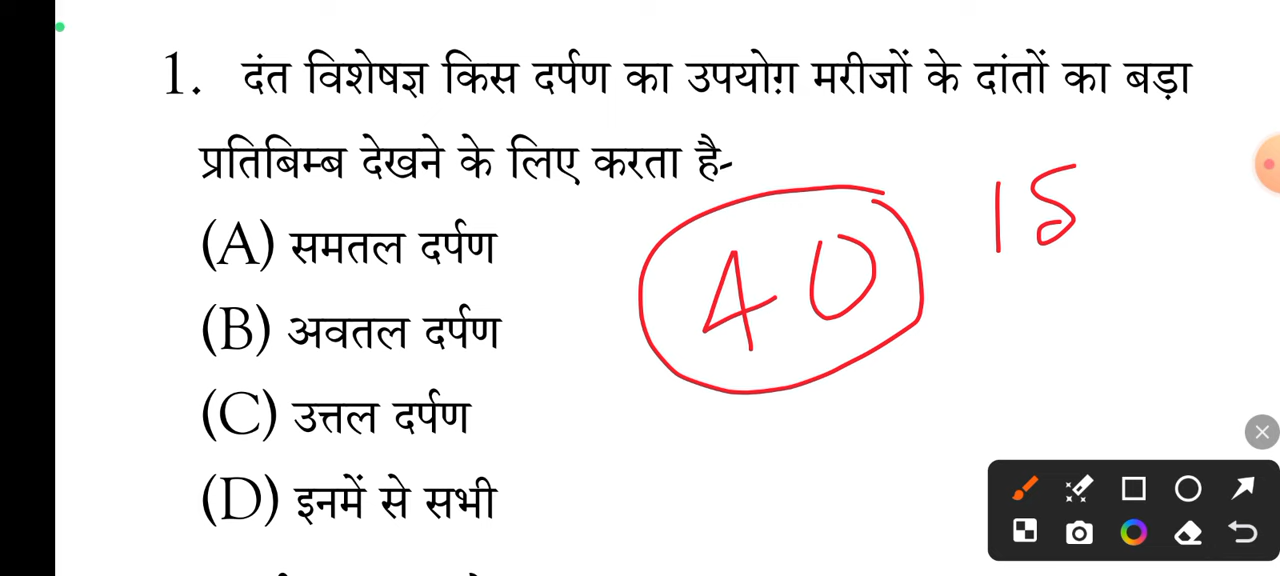 1. दंत विशेषज्ञ किस दर्पण का उपयोग़ मरीजों के दांतों का बड़ा
प्रतिबिम्ब देखने के लिए करता है-
(A) समतल दर्पण
(B) अवतल दर्पण
(C) उत्तल दर्पण
(D) इनमें से सभी
40